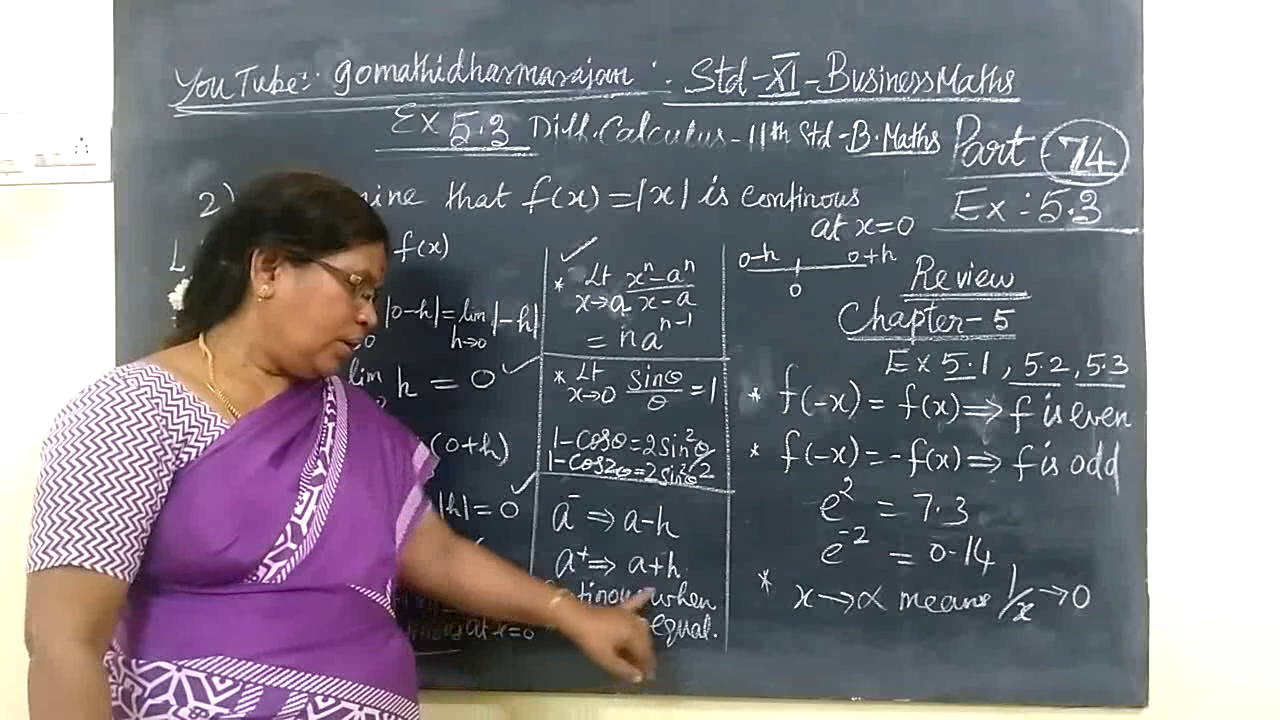 YouTube:- gomathidharmarajan :- Std-XI-Business Maths
Ex 5.3 Diff.Calculus-11th Std-B.Maths
Part-74
Ex:5.3
2) mine that f(x)=|x| is continous
at x=0
L f(x)
|0-h|=lim h→0 |-h|
lim h = 0
(0+h)
|h|=0
at x=0
* Lt x→a xⁿ-aⁿ/x-a
= naⁿ⁻¹
* Lt x→0 sinθ/θ=1
1-cosθ=2sin²θ/2
1-cos2θ=2sin²θ
a⁻ ⇒ a-h
a⁺ ⇒ a+h
when
equal.
0-h 0+h
0
Review
Chapter-5
Ex 5.1, 5.2, 5.3
* f(-x) = f(x) ⇒ f is even
* f(-x) = -f(x) ⇒ f is odd
e² = 7.3
e⁻² = 0.14
* x→∝ means 1/x→0